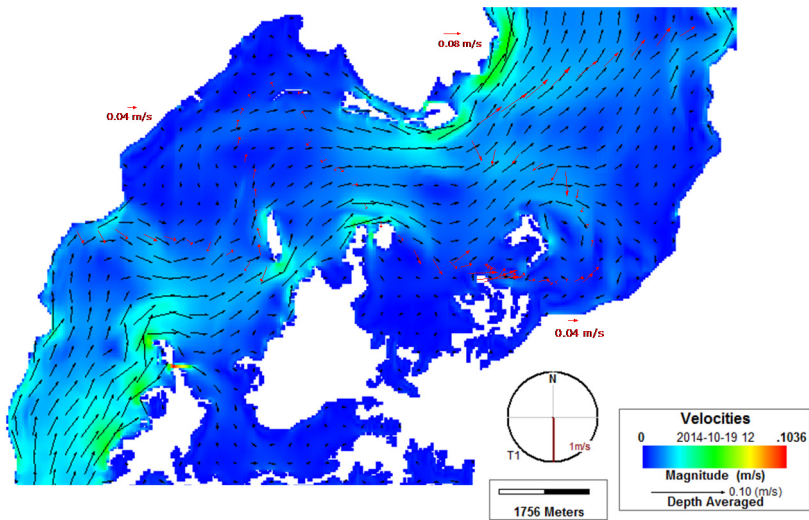 0.08 m/s
0.04 m/s
0.04 m/s
N
1m/s
T1
1756 Meters
Velocities
0 2014-10-19 12 .1036
Magnitude (m/s)
0.10 (m/s)
Depth Averaged